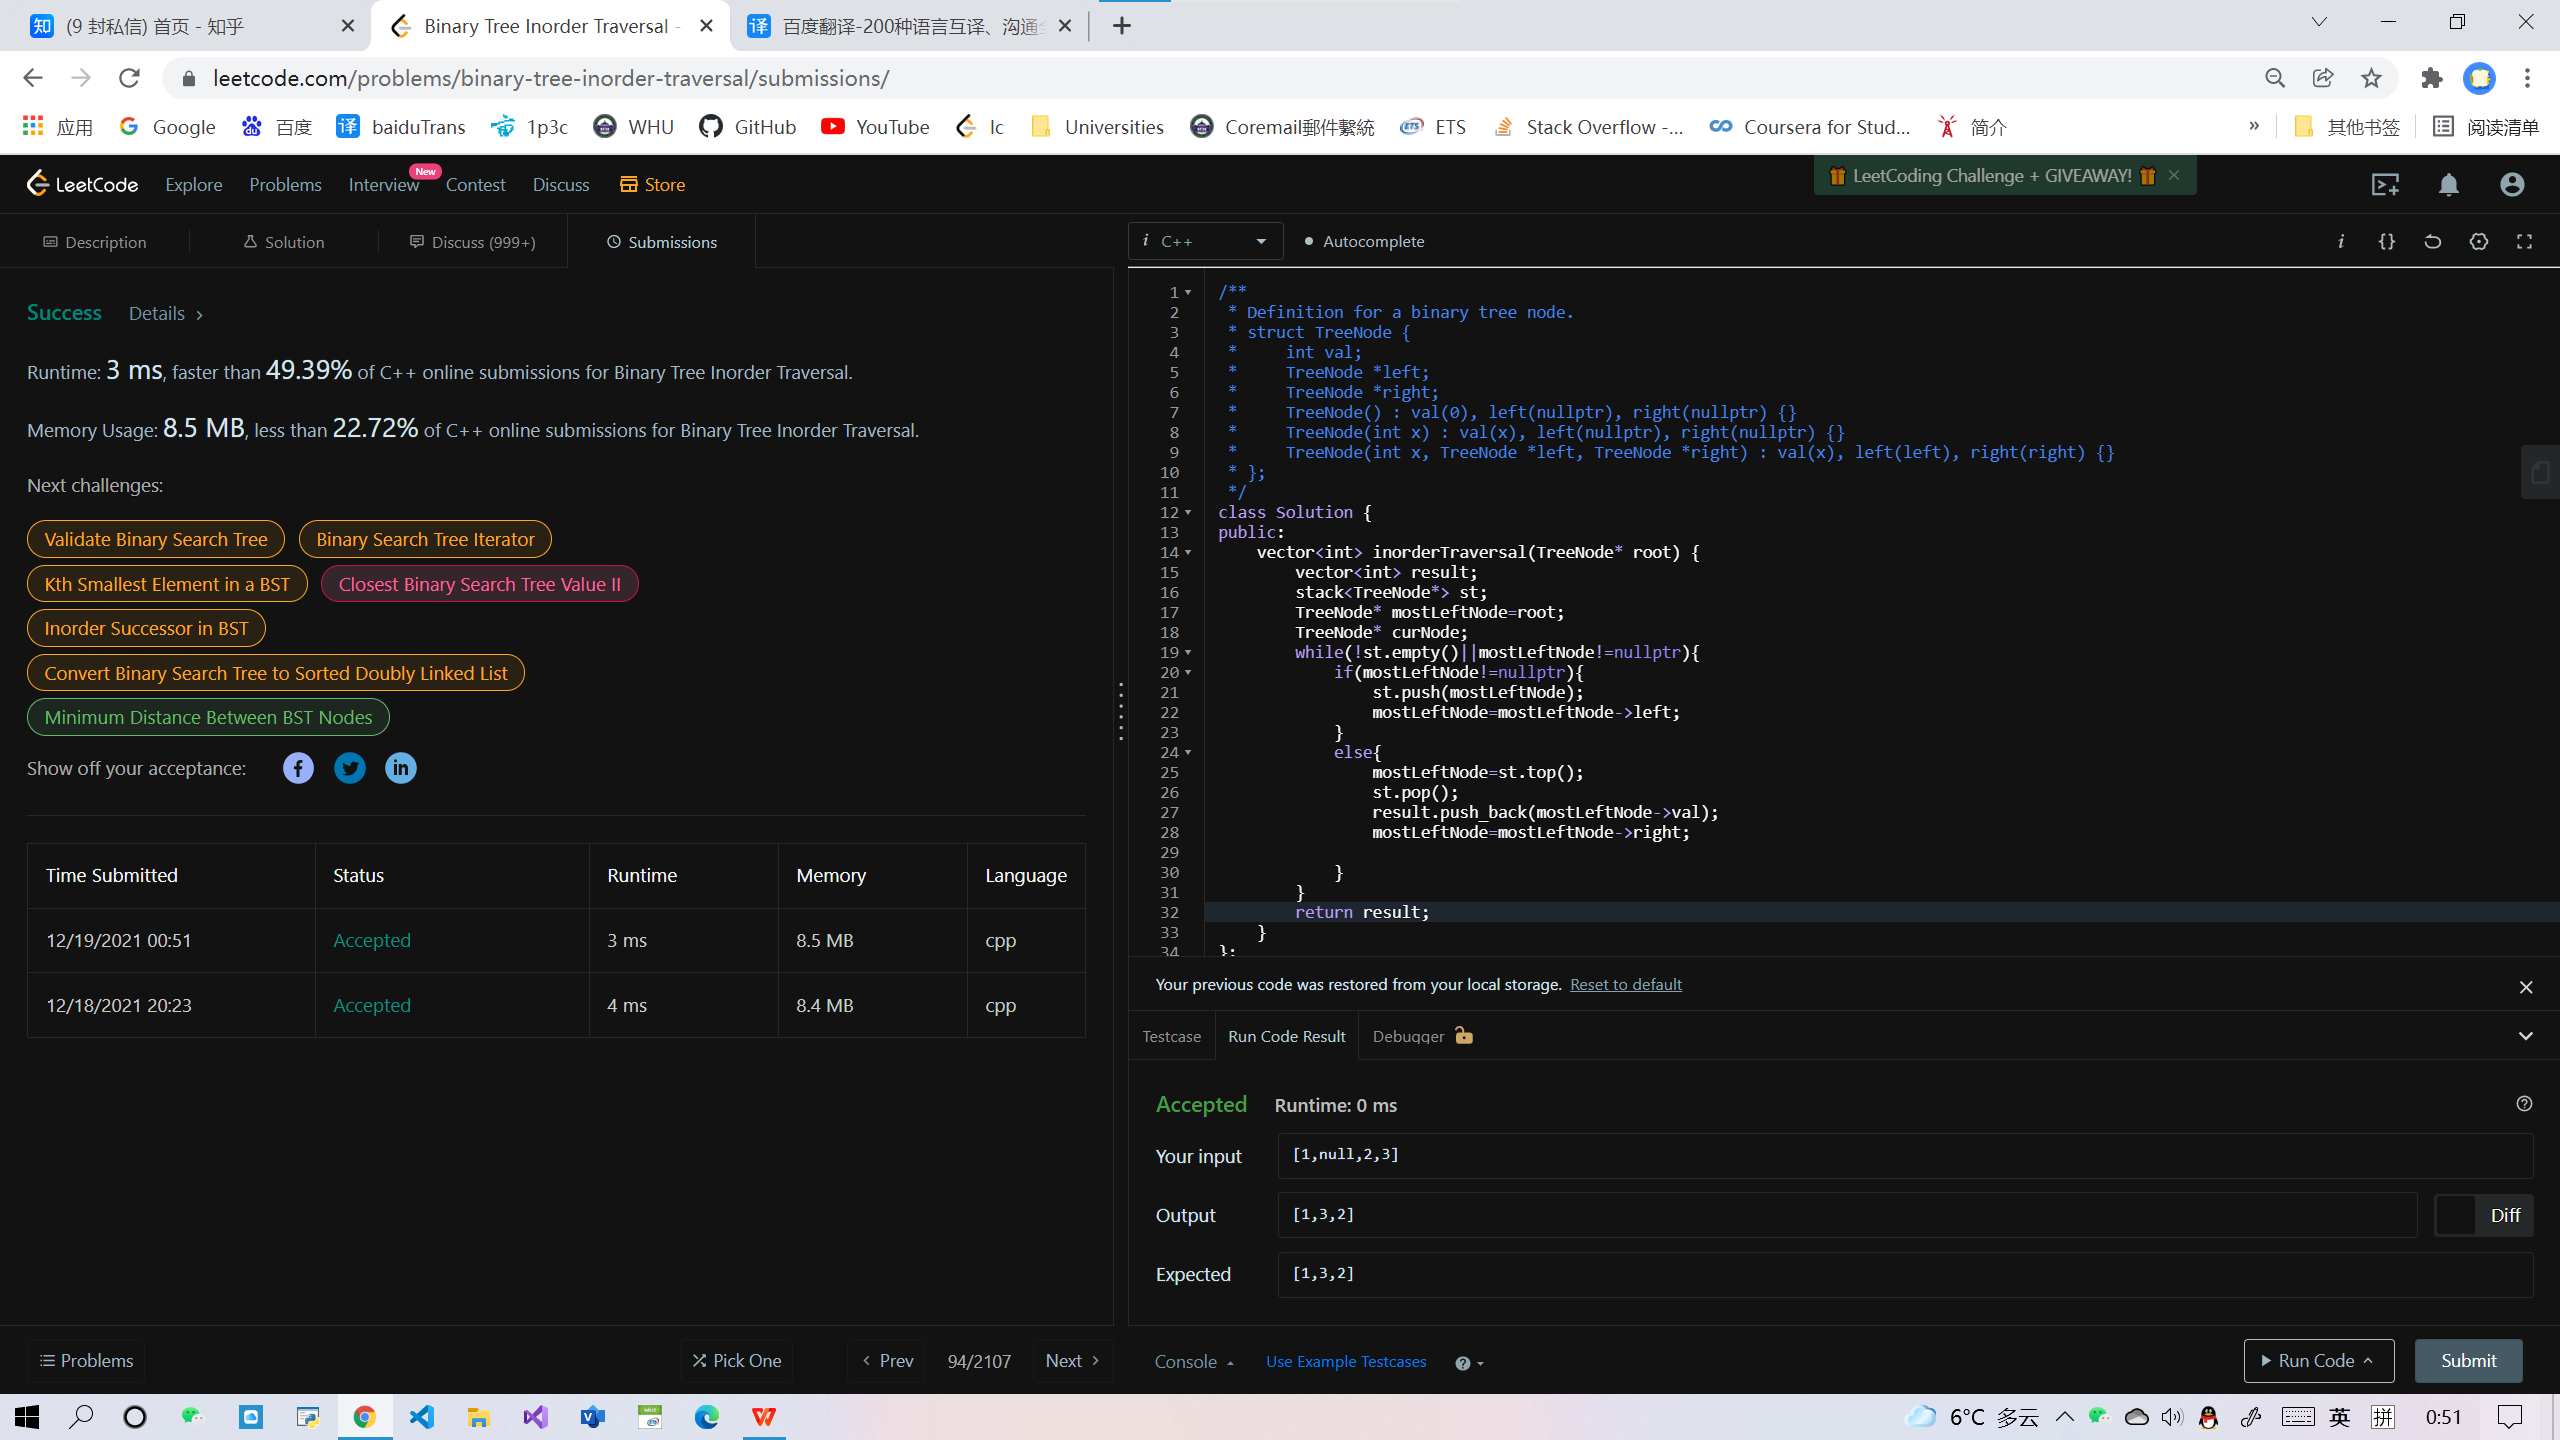 (9 封私信) 首页 - 知乎
Binary Tree Inorder Traversal -
百度翻译-200种语言互译、沟通全
leetcode.com/problems/binary-tree-inorder-traversal/submissions/
应用
Google
百度
baiduTrans
1p3c
WHU
GitHub
YouTube
lc
Universities
Coremail郵件繫統
ETS
Stack Overflow -...
Coursera for Stud...
简介
»
其他书签
阅读清单
LeetCode
Explore
Problems
Interview
New
Contest
Discuss
Store
LeetCoding Challenge + GIVEAWAY!
Description
Solution
Discuss (999+)
Submissions
i C++
Autocomplete
Success Details >
Runtime: 3 ms, faster than 49.39% of C++ online submissions for Binary Tree Inorder Traversal.
Memory Usage: 8.5 MB, less than 22.72% of C++ online submissions for Binary Tree Inorder Traversal.
Next challenges:
Validate Binary Search Tree
Binary Search Tree Iterator
Kth Smallest Element in a BST
Closest Binary Search Tree Value II
Inorder Successor in BST
Convert Binary Search Tree to Sorted Doubly Linked List
Minimum Distance Between BST Nodes
Show off your acceptance:
Time Submitted Status Runtime Memory Language
12/19/2021 00:51 Accepted 3 ms 8.5 MB cpp
12/18/2021 20:23 Accepted 4 ms 8.4 MB cpp
1 /**
2  * Definition for a binary tree node.
3  * struct TreeNode {
4  *     int val;
5  *     TreeNode *left;
6  *     TreeNode *right;
7  *     TreeNode() : val(0), left(nullptr), right(nullptr) {}
8  *     TreeNode(int x) : val(x), left(nullptr), right(nullptr) {}
9  *     TreeNode(int x, TreeNode *left, TreeNode *right) : val(x), left(left), right(right) {}
10  * };
11  */
12 class Solution {
13 public:
14     vector<int> inorderTraversal(TreeNode* root) {
15         vector<int> result;
16         stack<TreeNode*> st;
17         TreeNode* mostLeftNode=root;
18         TreeNode* curNode;
19         while(!st.empty()||mostLeftNode!=nullptr){
20             if(mostLeftNode!=nullptr){
21                 st.push(mostLeftNode);
22                 mostLeftNode=mostLeftNode->left;
23             }
24             else{
25                 mostLeftNode=st.top();
26                 st.pop();
27                 result.push_back(mostLeftNode->val);
28                 mostLeftNode=mostLeftNode->right;
29
30             }
31         }
32         return result;
33     }
34 };
Your previous code was restored from your local storage. Reset to default
Testcase
Run Code Result
Debugger
Accepted Runtime: 0 ms
Your input [1,null,2,3]
Output [1,3,2]
Diff
Expected [1,3,2]
Problems
Pick One
Prev
94/2107
Next
Console
Use Example Testcases
Run Code
Submit
6°C 多云
英
拼
0:51